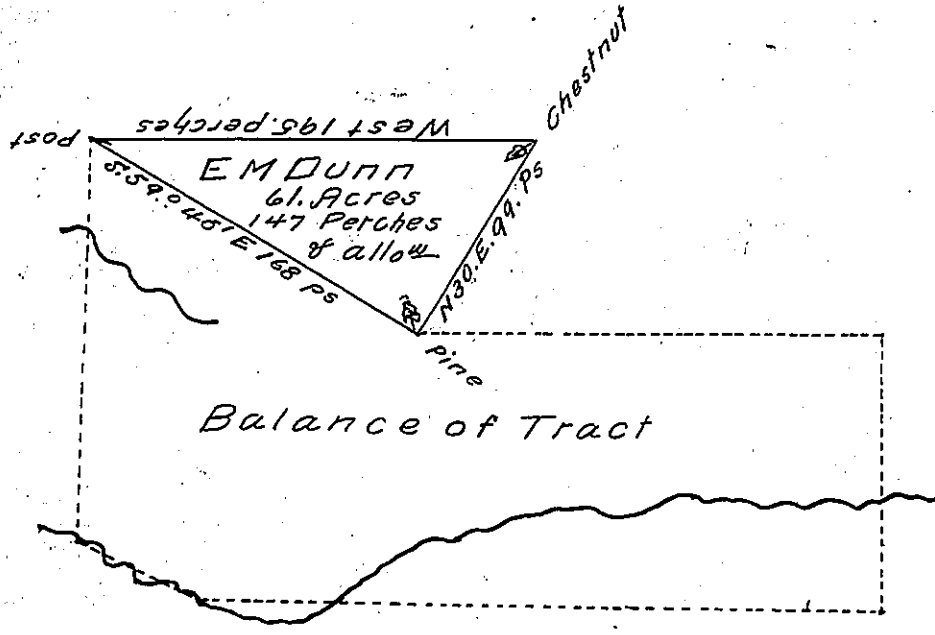 Chestnut
West 195. perches
Post
E M Dunn
61. Acres
147 Perches
& allow
S. 59.° 45' E 168 ps
N 30. E. 99. Ps
Pine
Balance of Tract